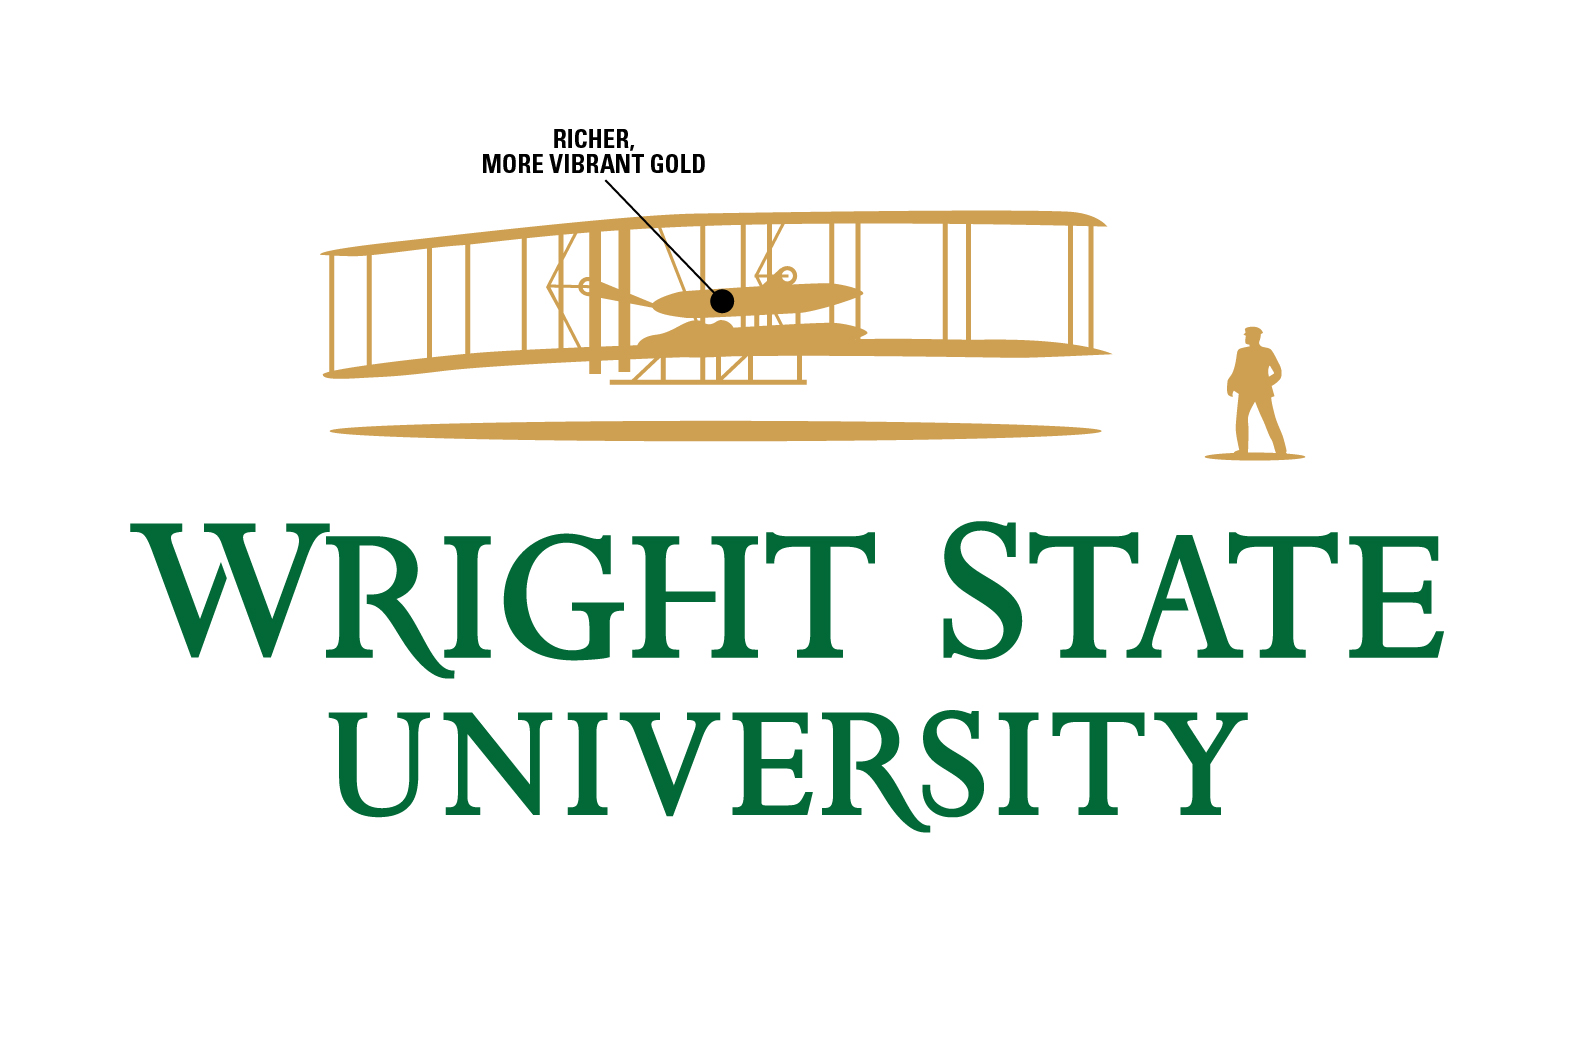 RICHER,
MORE VIBRANT GOLD
WRIGHT STATE
UNIVERSITY